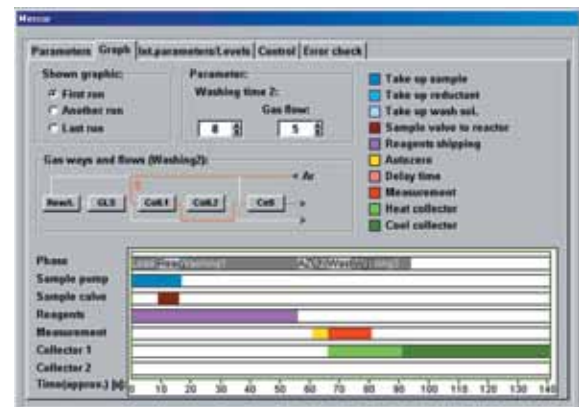 Mercur
Parameters Graph Int.parameters/Levels Control Error check
Shown graphic:
First run
Another run
Last run
Parameter:
Washing time 2:
Gas flow:
8 5
Take up sample
Take up reductant
Take up wash sol.
Sample valve to reactor
Reagents shipping
Autozero
Delay time
Measurement
Heat collector
Cool collector
Gas ways and flows (Washing2):
< Ar
React. GLS Coll.1 Coll.2 Cell >
>
Phase
Sample pump
Sample calve
Reagents
Measurement
Collector 1
Collector 2
Time(approx.) [s]: 0 10 20 30 40 50 60 70 80 90 100 110 120 130 140